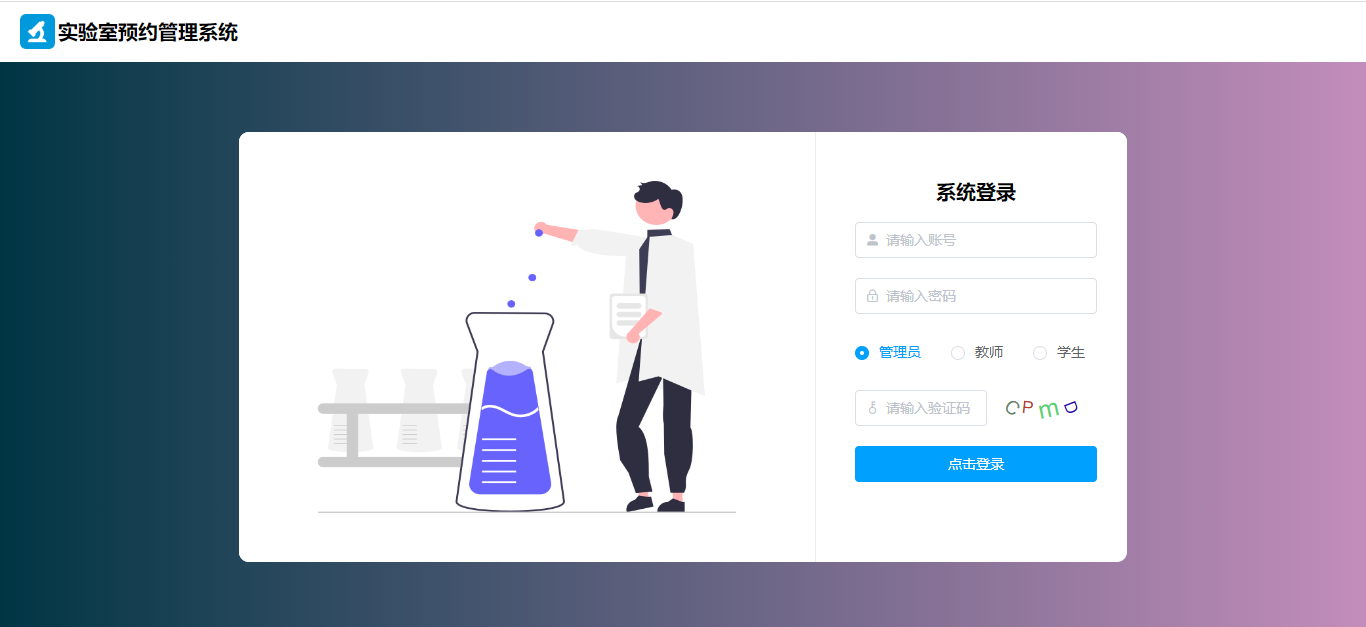 实验室预约管理系统
系统登录
请输入账号
请输入密码
管理员 教师 学生
请输入验证码 CPmD
点击登录